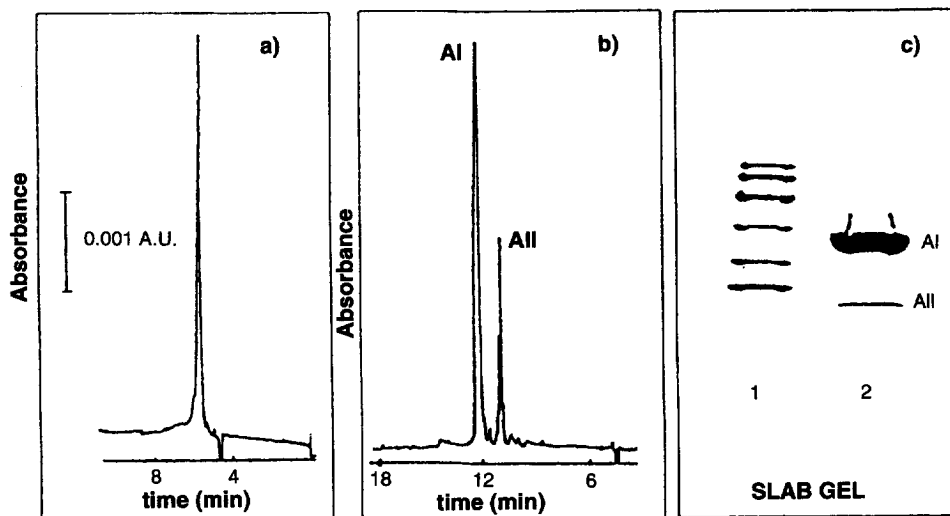 a)
Absorbance
0.001 A.U.
8 4
time (min)
b)
Absorbance
AI
AII
18 12 6
time (min)
c)
AI
AII
1 2
SLAB GEL